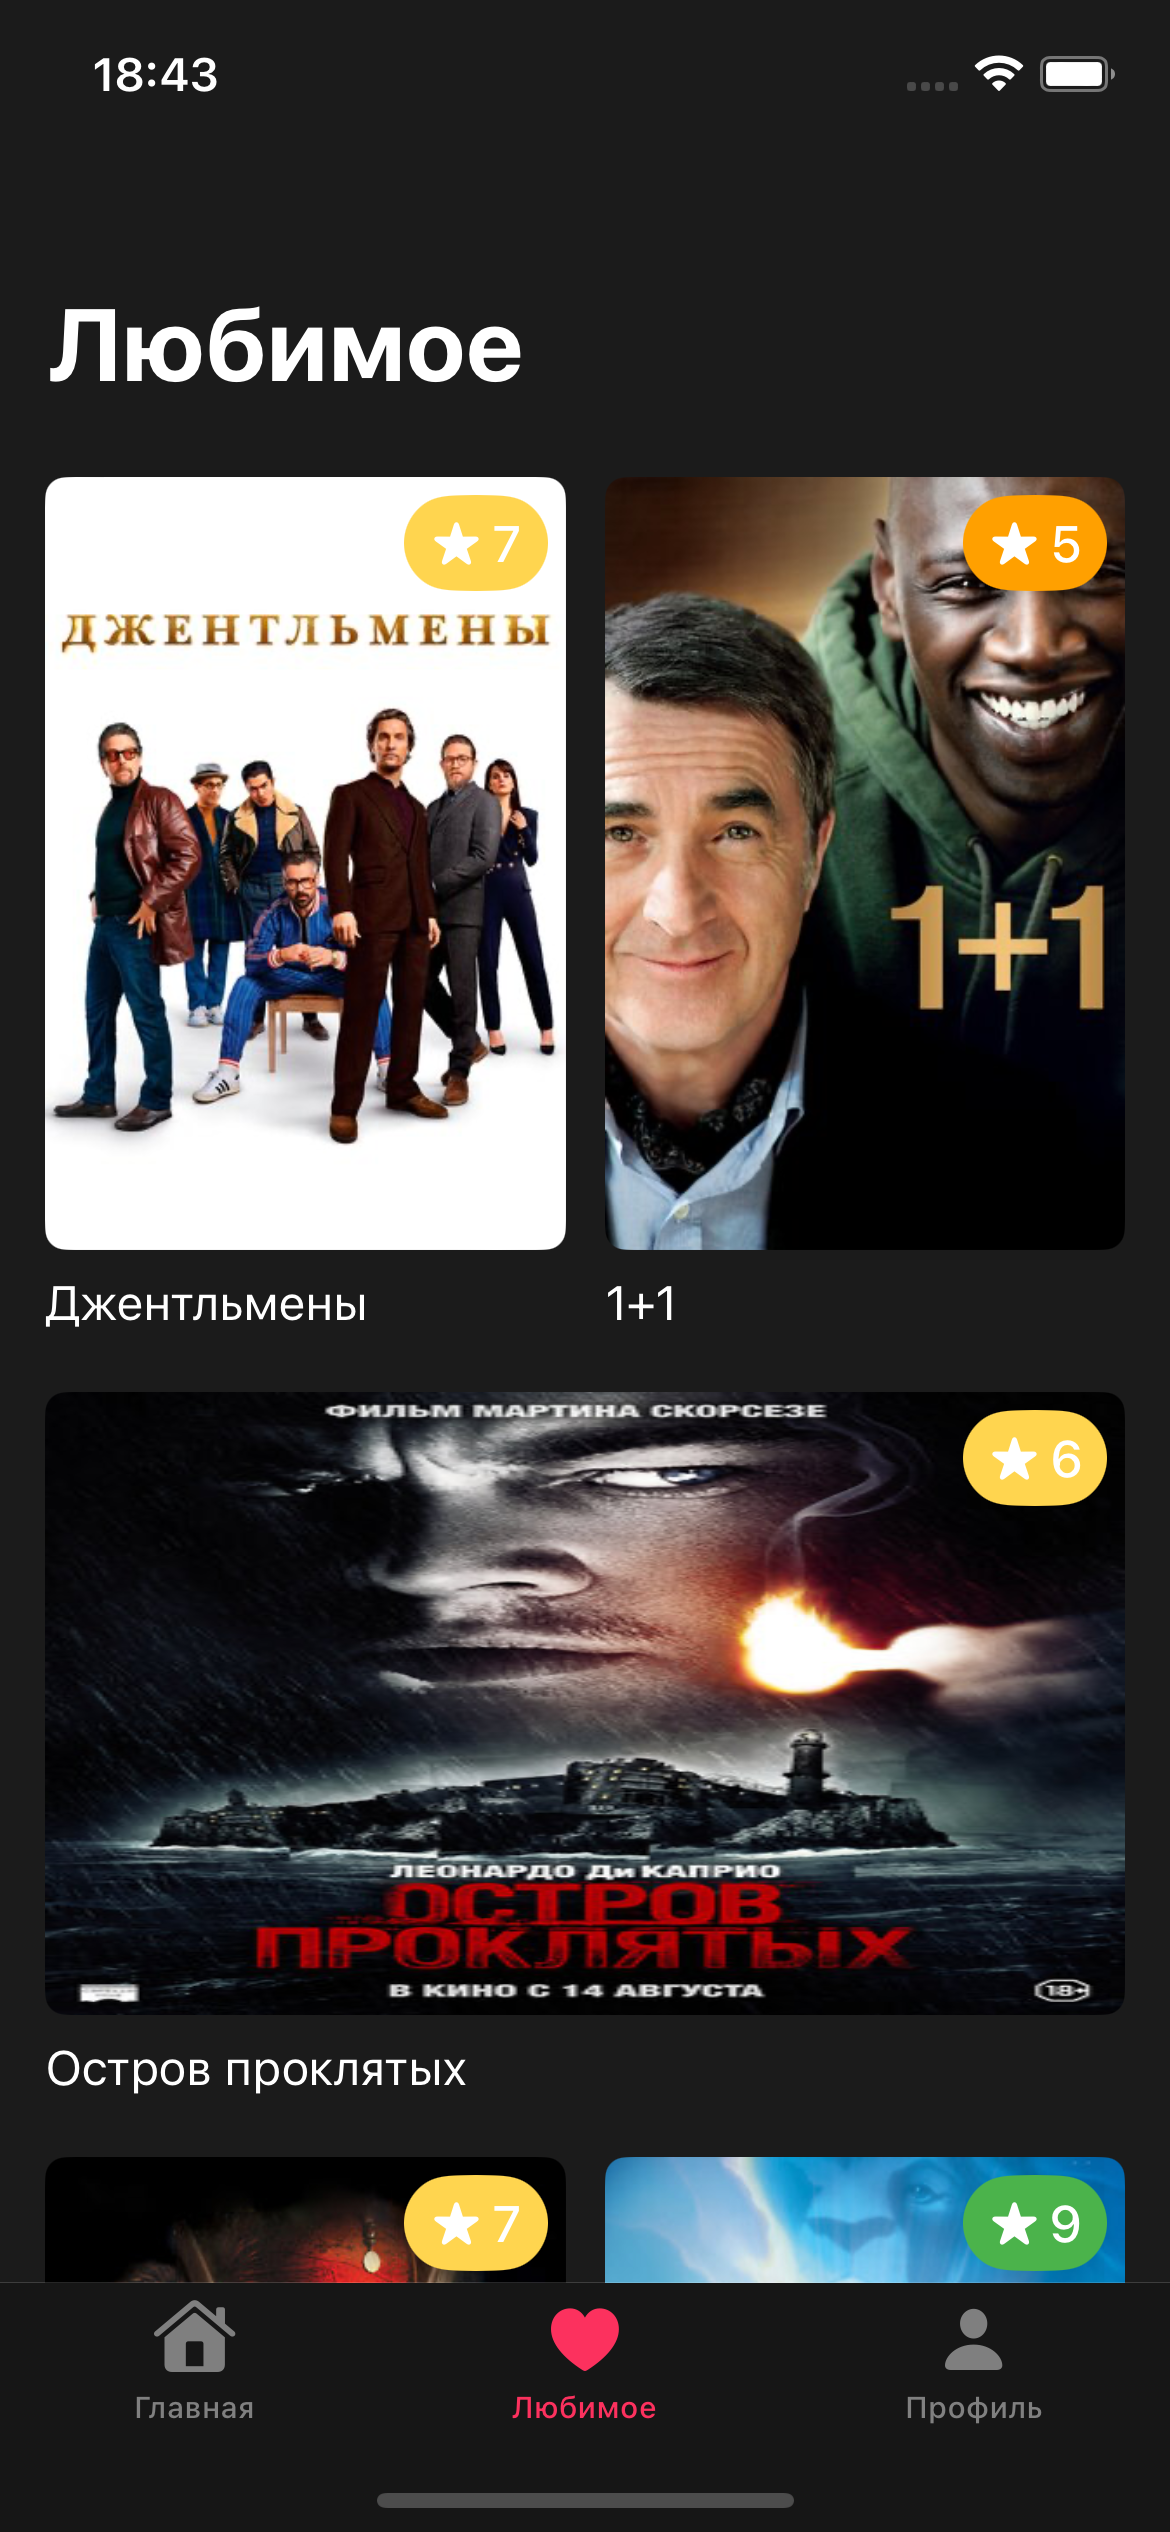 18:43
Любимое
7
5
ДЖЕНТЛЬМЕНЫ
1+1
Джентльмены
1+1
ФИЛЬМ МАРТИНА СКОРСЕЗЕ
6
ЛЕОНАРДО Ди КАПРИО
ОСТРОВ
ПРОКЛЯТЫХ
В КИНО С 14 АВГУСТА
18+
Остров проклятых
7
9
Главная
Любимое
Профиль